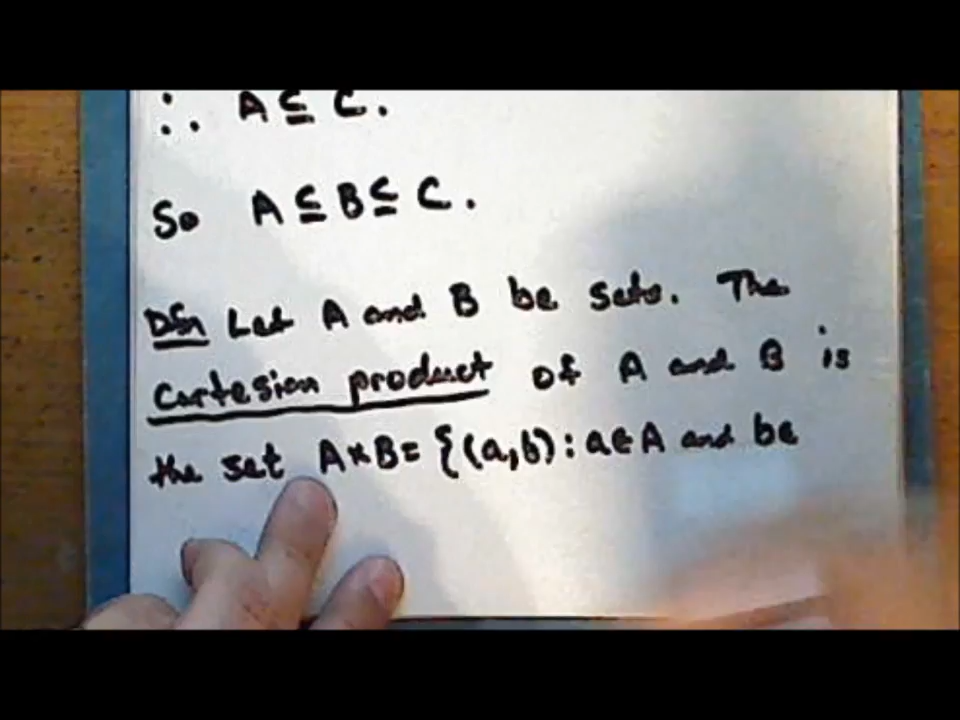 ∴ A ⊆ C.
So A ⊆ B ⊆ C.
Dfn Let A and B be sets. The
Cartesian product of A and B is
the set A×B = {(a,b) : a∈A and b∈